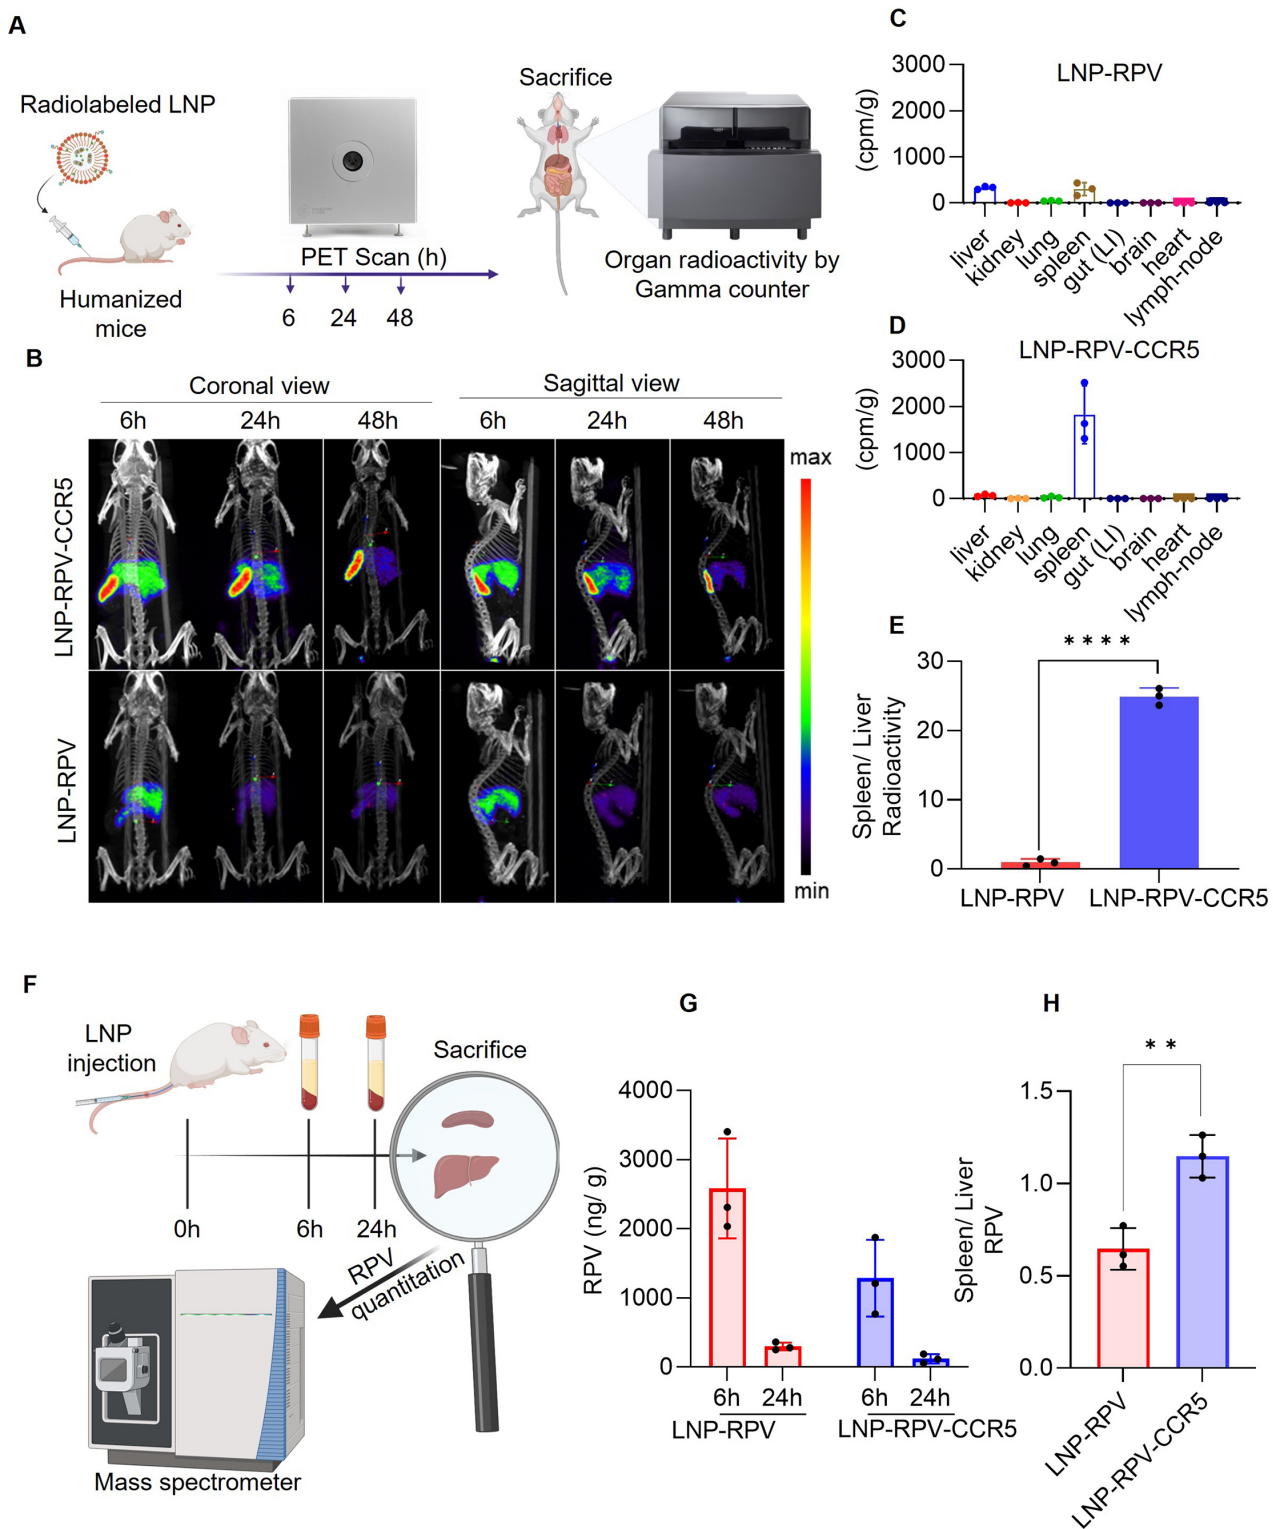 A
Radiolabeled LNP
Humanized
mice
PET Scan (h)
6
24
48
Sacrifice
Organ radioactivity by
Gamma counter
B
Coronal view
Sagittal view
6h
24h
48h
6h
24h
48h
LNP-RPV-CCR5
LNP-RPV
max
min
C
LNP-RPV
(cpm/g)
3000
2000
1000
0
liver
kidney
lung
spleen
gut (LI)
brain
heart
lymph-node
D
LNP-RPV-CCR5
(cpm/g)
3000
2000
1000
0
liver
kidney
lung
spleen
gut (LI)
brain
heart
lymph-node
E
Spleen/ Liver
Radioactivity
30
20
10
0
****
LNP-RPV
LNP-RPV-CCR5
F
LNP
injection
Sacrifice
0h
6h
24h
RPV
quantitation
Mass spectrometer
G
RPV (ng/ g)
4000
3000
2000
1000
0
6h
24h
6h
24h
LNP-RPV
LNP-RPV-CCR5
H
Spleen/ Liver
RPV
1.5
1.0
0.5
0.0
**
LNP-RPV
LNP-RPV-CCR5